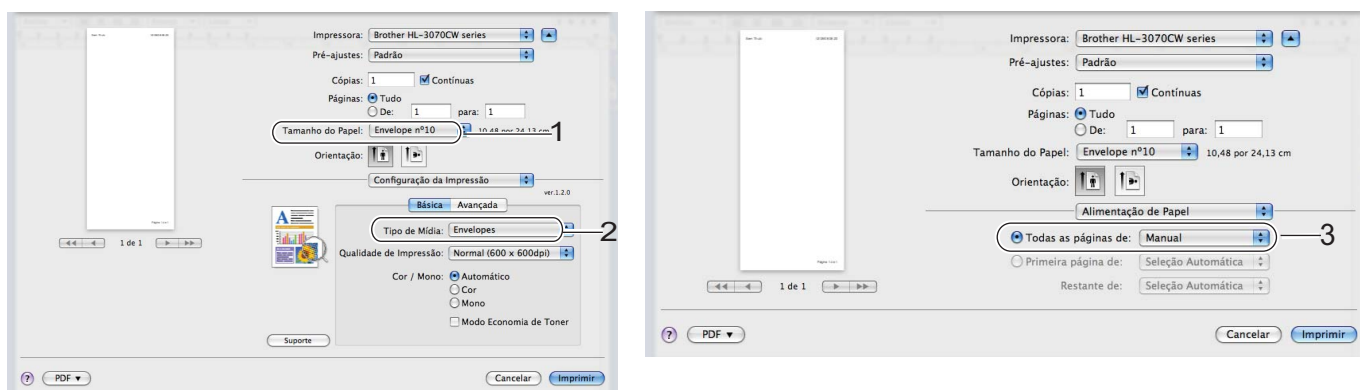 Impressora: Brother HL-3070CW series
Pré-ajustes: Padrão
Cópias: 1 Contínuas
Páginas: Tudo
De: 1 para: 1
Tamanho do Papel: Envelope nº10 10,48 por 24,13 cm 1
Orientação:
Configuração da Impressão
ver.1.2.0
Básica Avançada
Tipo de Mídia: Envelopes 2
Qualidade de Impressão: Normal (600 x 600dpi)
Cor / Mono: Automático
Cor
Mono
Modo Economia de Toner
1 de 1
Suporte
? PDF Cancelar Imprimir
Impressora: Brother HL-3070CW series
Pré-ajustes: Padrão
Cópias: 1 Contínuas
Páginas: Tudo
De: 1 para: 1
Tamanho do Papel: Envelope nº10 10,48 por 24,13 cm
Orientação:
Alimentação de Papel
Todas as páginas de: Manual 3
Primeira página de: Seleção Automática
Restante de: Seleção Automática
1 de 1
? PDF Cancelar Imprimir